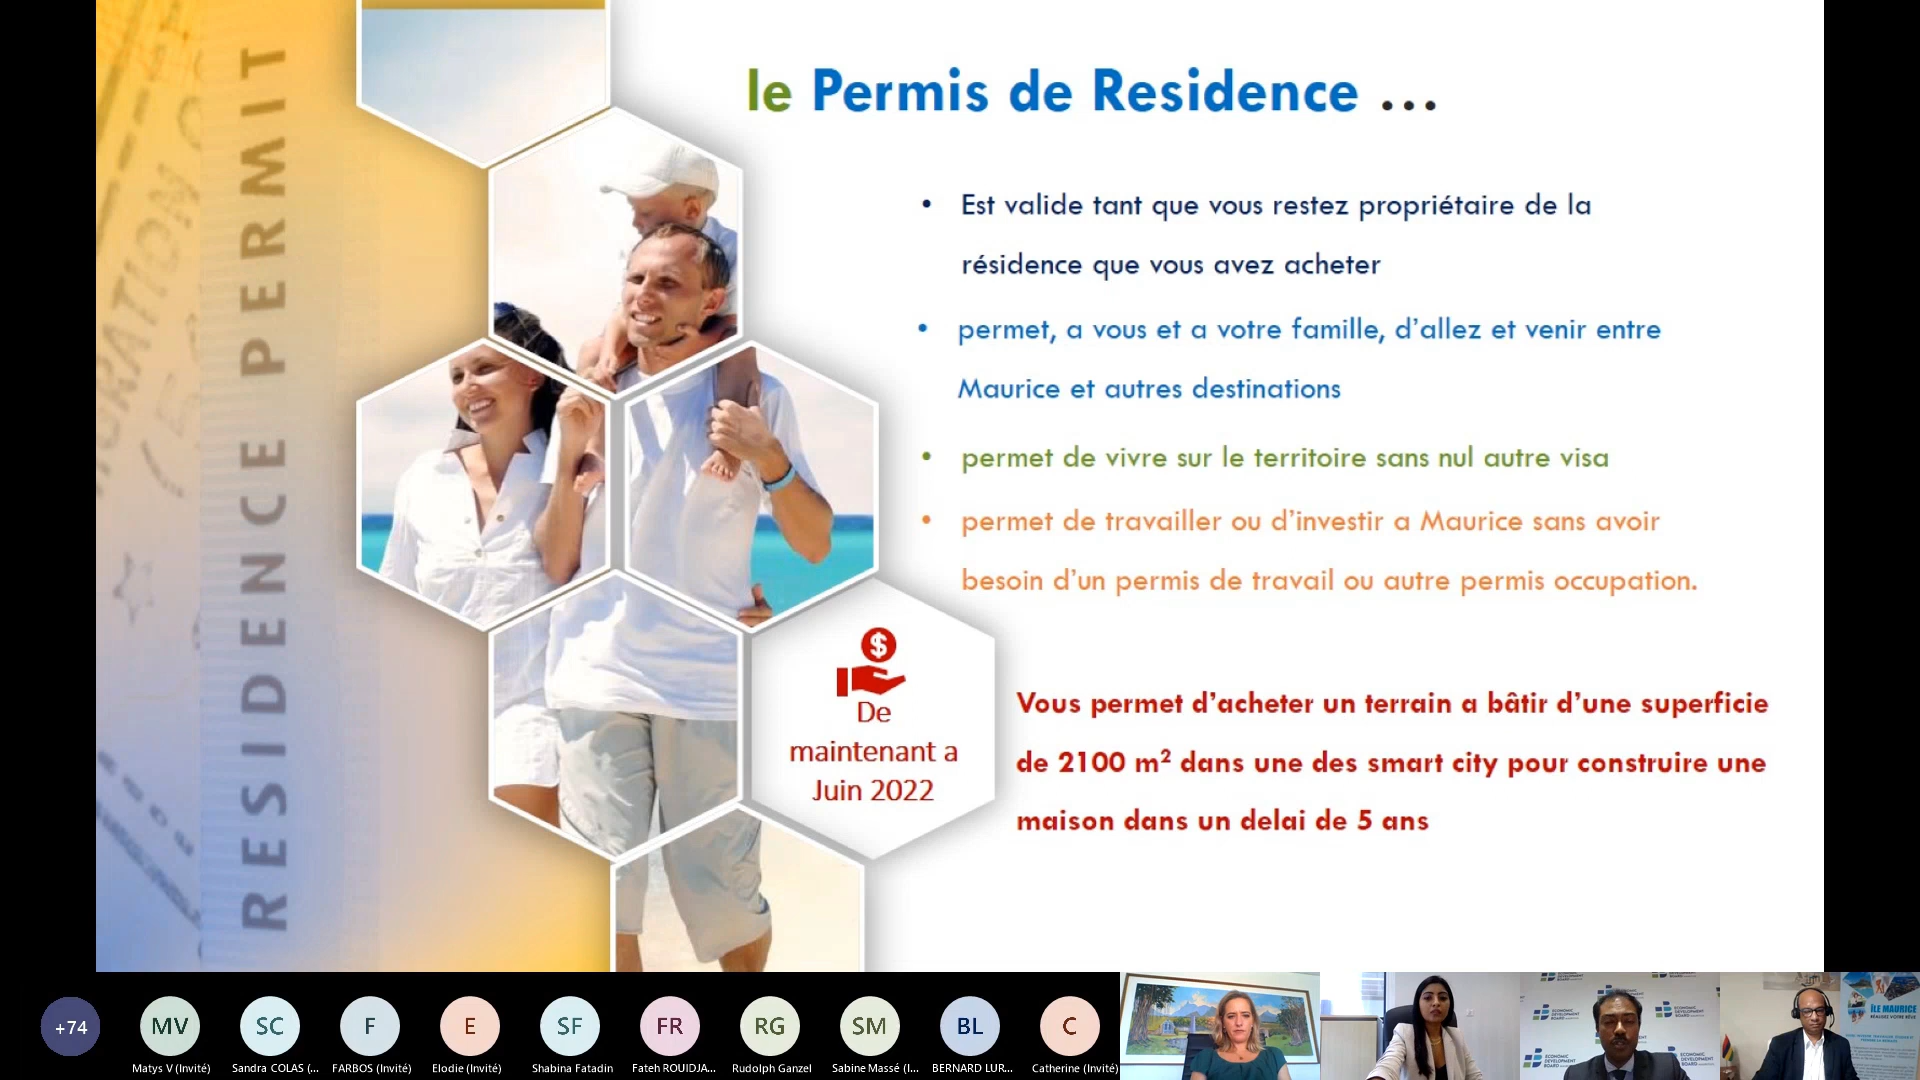 RESIDENCE PERMIT
le Permis de Residence ...
• Est valide tant que vous restez propriétaire de la
résidence que vous avez acheter
• permet, a vous et a votre famille, d’allez et venir entre
Maurice et autres destinations
• permet de vivre sur le territoire sans nul autre visa
• permet de travailler ou d’investir a Maurice sans avoir
besoin d’un permis de travail ou autre permis occupation.
De
maintenant a
Juin 2022
Vous permet d’acheter un terrain a bâtir d’une superficie
de 2100 m² dans une des smart city pour construire une
maison dans un delai de 5 ans
+74
MV
Matys V (Invité)
SC
Sandra COLAS (...
F
FARBOS (Invité)
E
Elodie (Invité)
SF
Shabina Fatadin
FR
Fateh ROUIDJA...
RG
Rudolph Ganzel
SM
Sabine Massé (I...
BL
BERNARD LUR...
C
Catherine (Invité)
ECONOMIC
DEVELOPMENT
BOARD
ÎLE MAURICE
RÉALISEZ VOTRE RÊVE